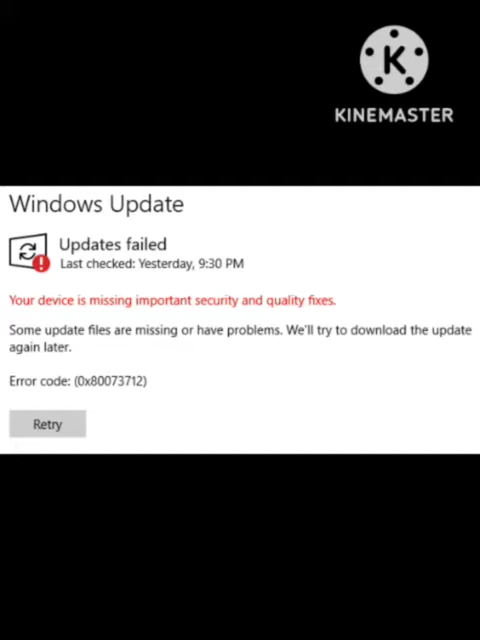 K
KINEMASTER
Windows Update
Updates failed
Last checked: Yesterday, 9:30 PM
Your device is missing important security and quality fixes.
Some update files are missing or have problems. We'll try to download the update
again later.
Error code: (0x80073712)
Retry